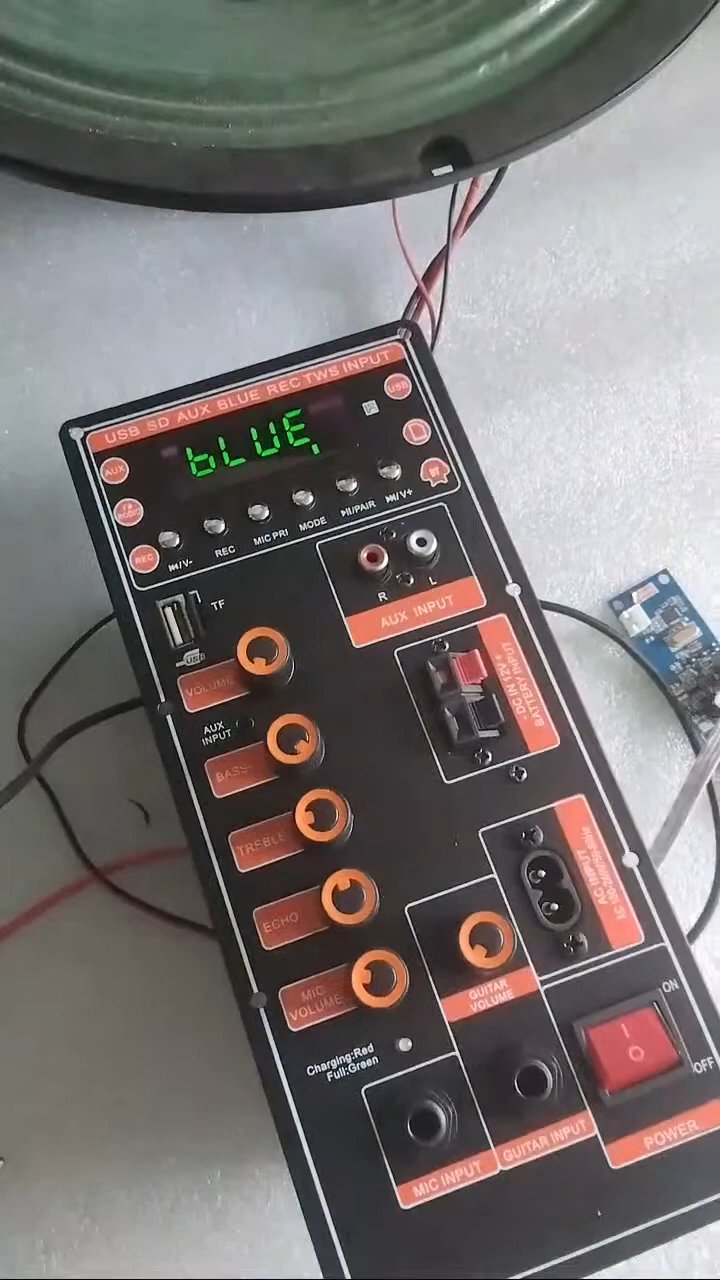 USB SD AUX BLUE REC TWS INPUT
USB
bLUE.
AUX
BT
REC
⏮/V-
REC
MIC PRI
MODE
⏯/PAIR
⏭/V+
TF
USB
R
L
AUX INPUT
VOLUME
DC IN 12V
BATTERY INPUT
AUX
INPUT
BASS
TREBLE
ECHO
AC INPUT
MIC
VOLUME
GUITAR
VOLUME
Charging:Red
Full:Green
ON
I
O
OFF
MIC INPUT
GUITAR INPUT
POWER